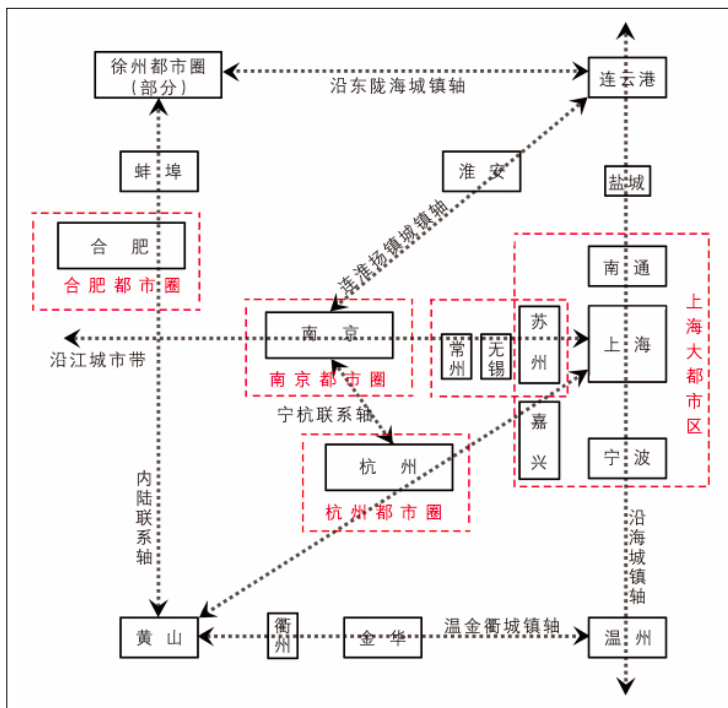 徐州都市圈
(部分)
沿东陇海城镇轴
连云港
蚌埠
淮安
盐城
合肥
合肥都市圈
连淮扬镇城镇轴
南通
上海大都市区
南京
南京都市圈
常州
无锡
苏州
上海
沿江城市带
宁杭联系轴
嘉兴
宁波
杭州
杭州都市圈
内陆联系轴
沿海城镇轴
黄山
衢州
金华
温金衢城镇轴
温州